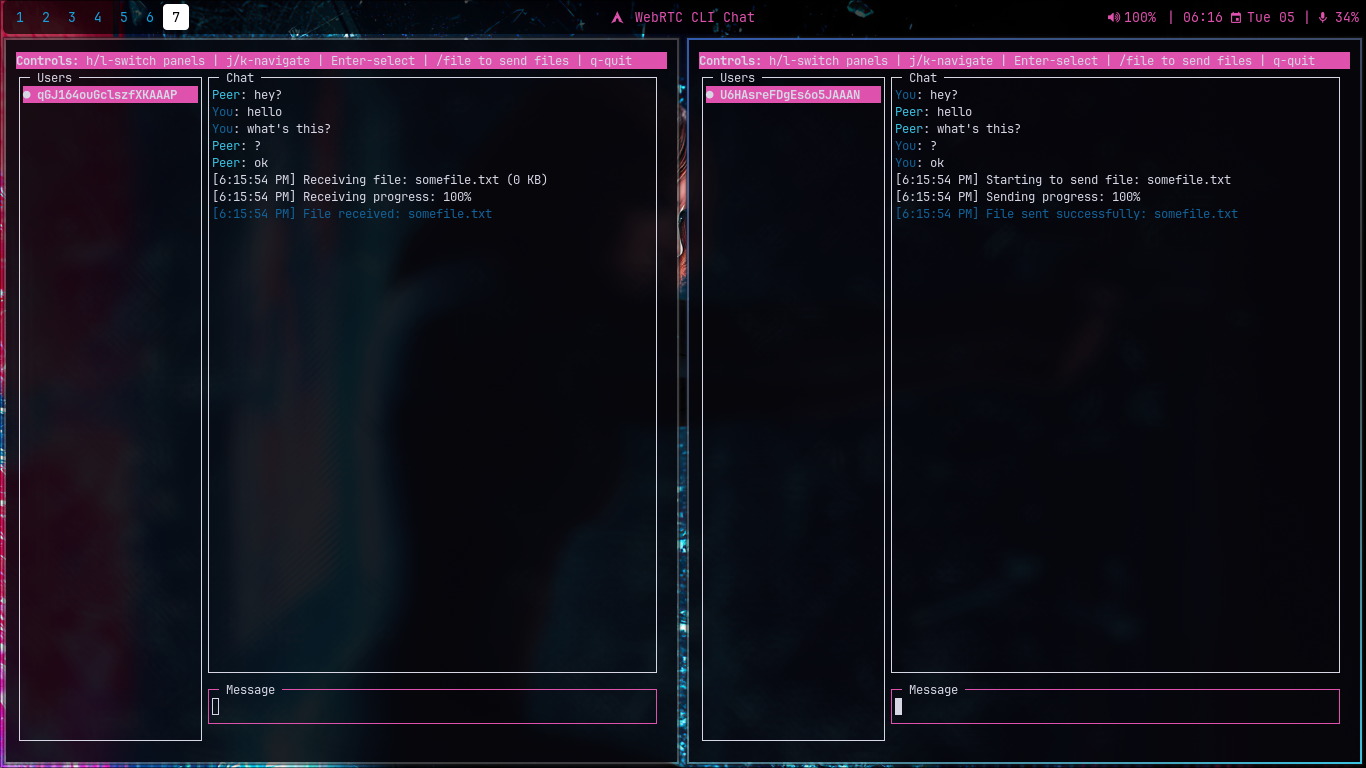 1 2 3 4 5 6 7
WebRTC CLI Chat
100% | 06:16 Tue 05 | 34%
Controls: h/l-switch panels | j/k-navigate | Enter-select | /file to send files | q-quit
Users
qGJ164ouGclszfXKAAAP
Chat
Peer: hey?
You: hello
You: what's this?
Peer: ?
Peer: ok
[6:15:54 PM] Receiving file: somefile.txt (0 KB)
[6:15:54 PM] Receiving progress: 100%
[6:15:54 PM] File received: somefile.txt
Message
Controls: h/l-switch panels | j/k-navigate | Enter-select | /file to send files | q-quit
Users
U6HAsreFDgEs6o5JAAAN
Chat
You: hey?
Peer: hello
Peer: what's this?
You: ?
You: ok
[6:15:54 PM] Starting to send file: somefile.txt
[6:15:54 PM] Sending progress: 100%
[6:15:54 PM] File sent successfully: somefile.txt
Message